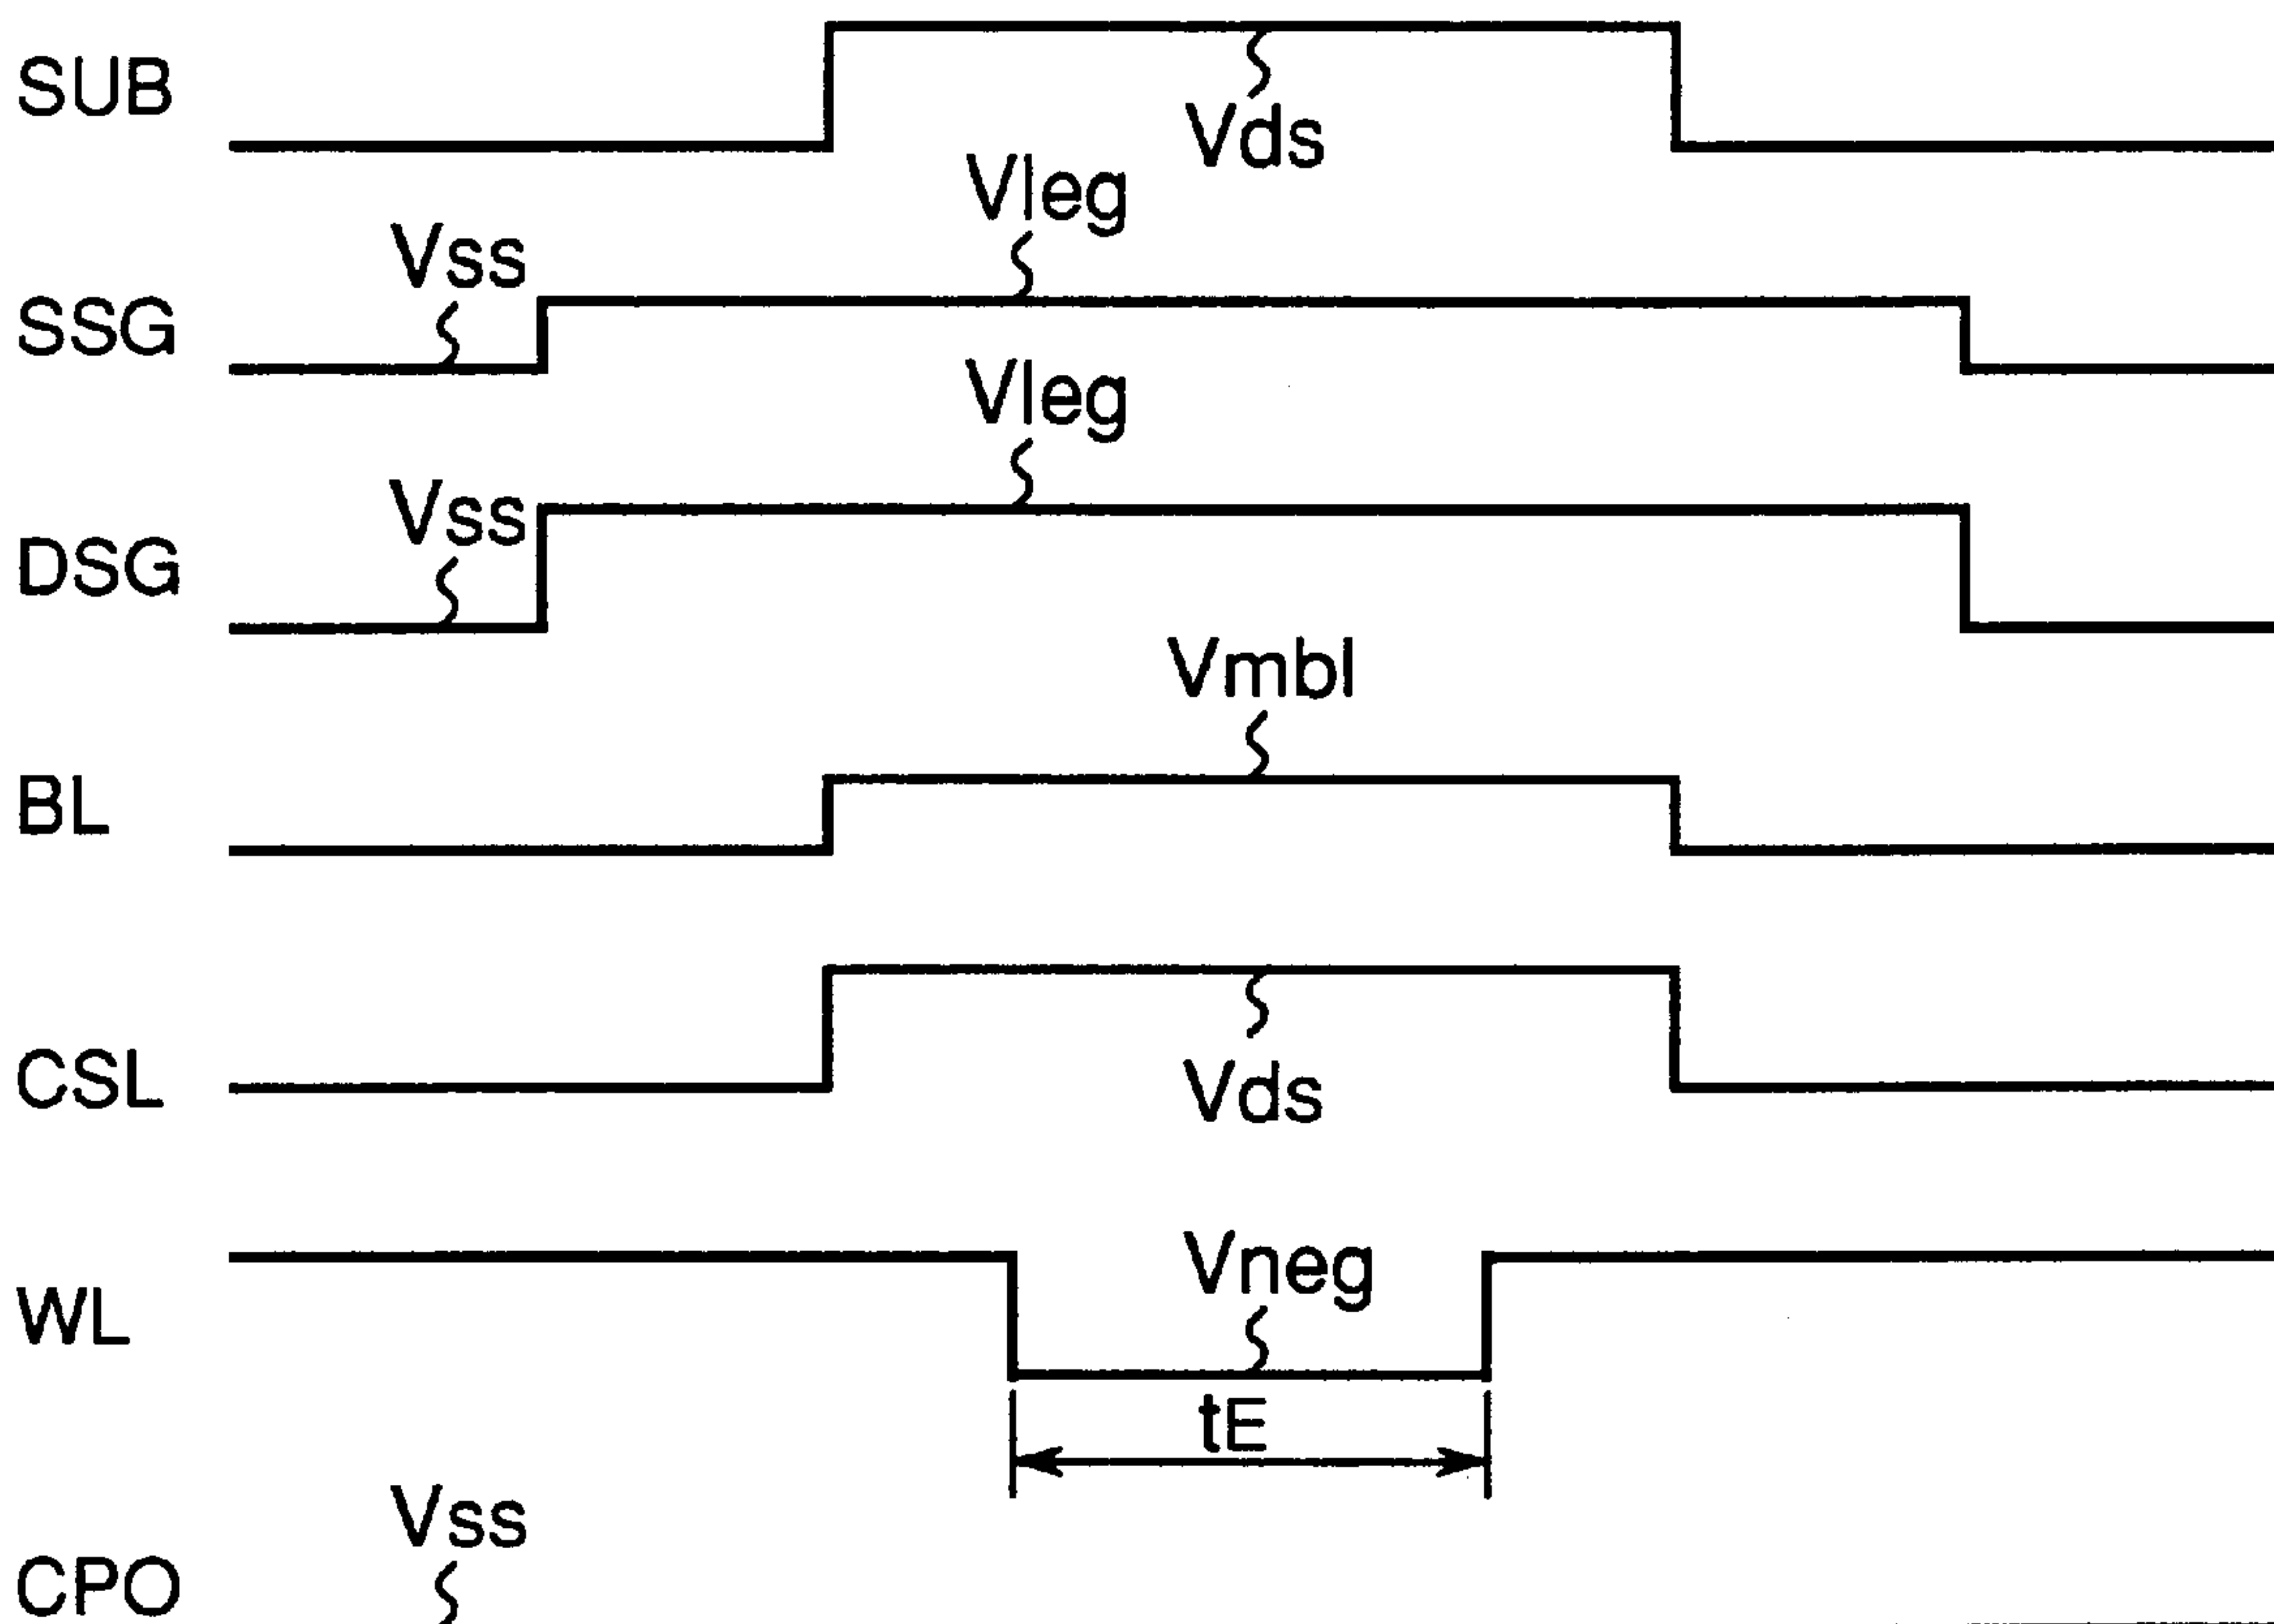 SUB
Vds
Vleg
Vss
SSG
Vleg
Vss
DSG
Vmbl
BL
CSL
Vds
Vneg
WL
tE
Vss
CPO